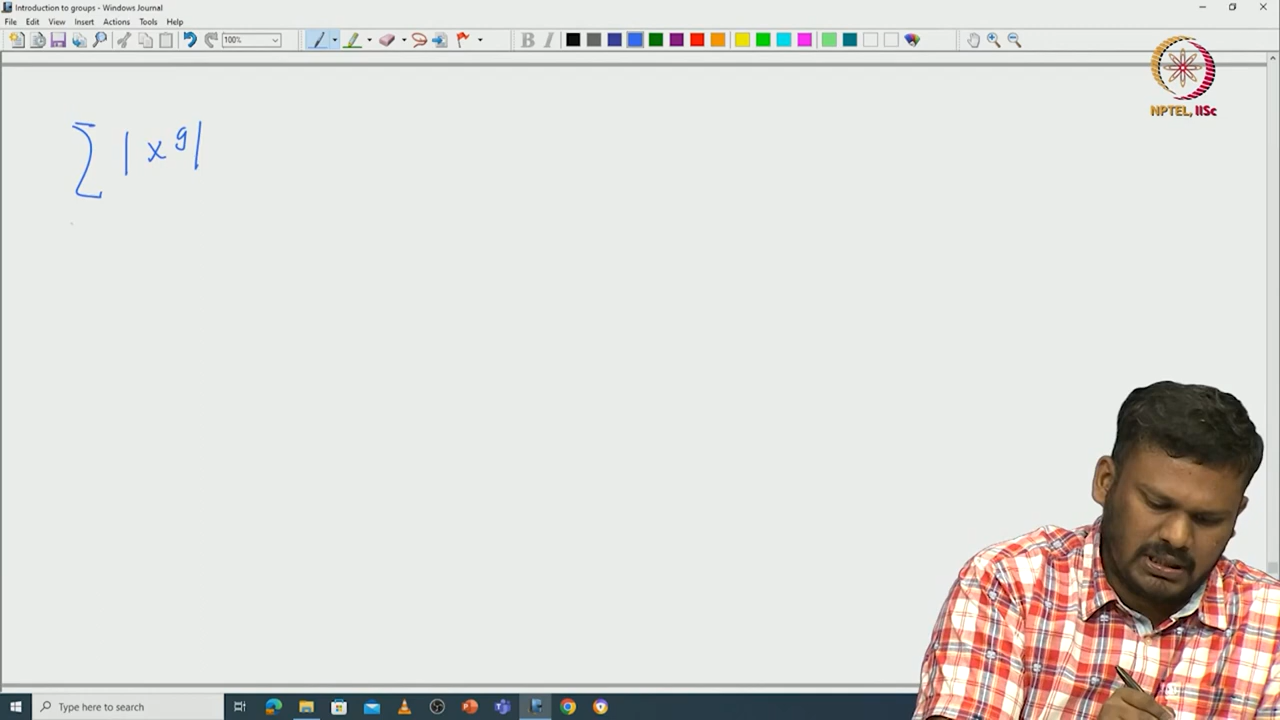 Introduction to groups - Windows Journal
File Edit View Insert Actions Tools Help
100%
B I
NPTEL, IISc
∑ |x^g|
Type here to search